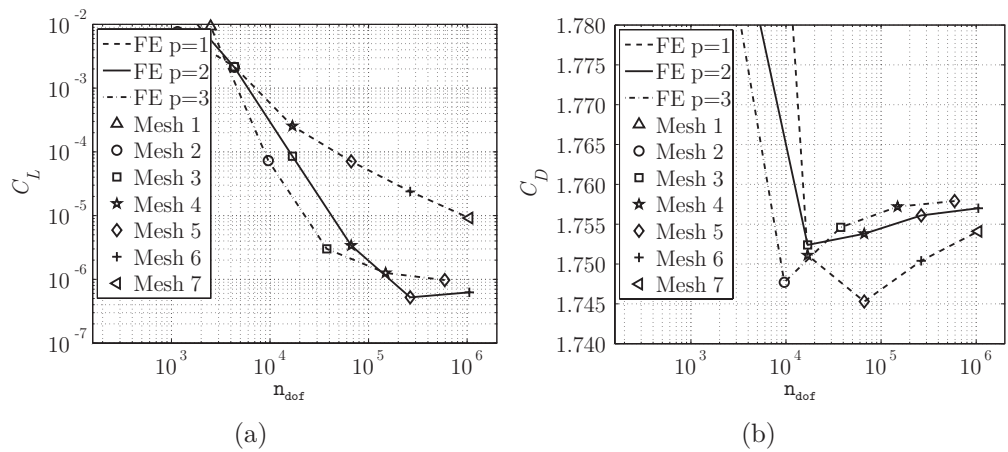 10^-2
10^-3
10^-4
10^-5
10^-6
10^-7
C_L
FE p=1
FE p=2
FE p=3
Mesh 1
Mesh 2
Mesh 3
Mesh 4
Mesh 5
Mesh 6
Mesh 7
10^3 10^4 10^5 10^6
n_dof
(a)
1.780
1.775
1.770
1.765
1.760
1.755
1.750
1.745
1.740
C_D
FE p=1
FE p=2
FE p=3
Mesh 1
Mesh 2
Mesh 3
Mesh 4
Mesh 5
Mesh 6
Mesh 7
10^3 10^4 10^5 10^6
n_dof
(b)